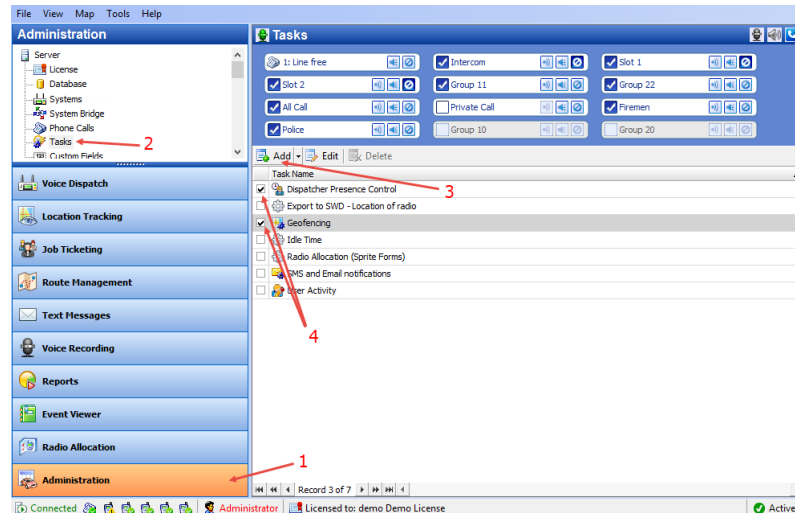 File View Map Tools Help
Administration
Server
License
Database
Systems
System Bridge
Phone Calls
Tasks
Custom Fields
2
Voice Dispatch
Location Tracking
Job Ticketing
Route Management
Text Messages
Voice Recording
Reports
Event Viewer
Radio Allocation
Administration
1
Tasks
1: Line free
Intercom
Slot 1
Slot 2
Group 11
Group 22
All Call
Private Call
Firemen
Police
Group 10
Group 20
Add Edit Delete
Task Name
Dispatcher Presence Control
3
Export to SWD - Location of radio
Geofencing
Idle Time
Radio Allocation (Sprite Forms)
SMS and Email notifications
User Activity
4
Record 3 of 7
Connected Administrator Licensed to: demo Demo License Active